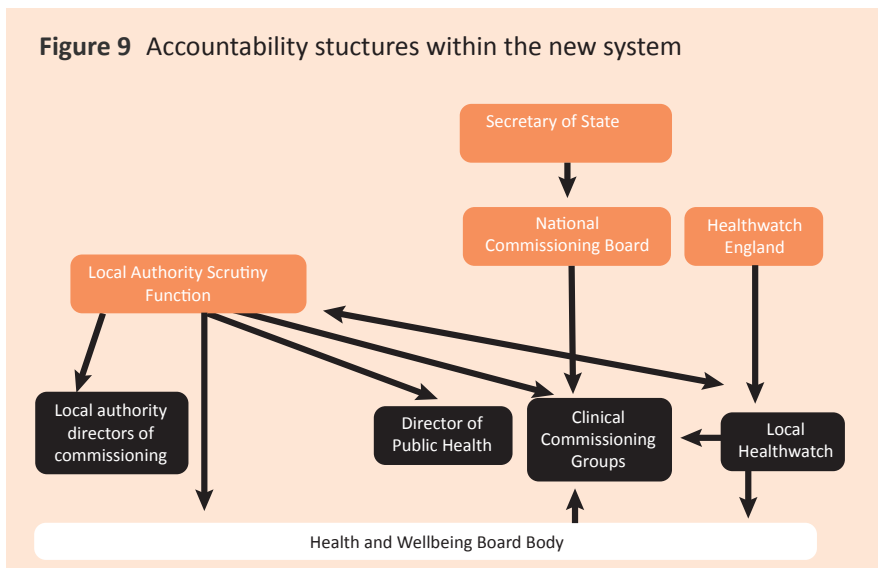 Figure 9 Accountability stuctures within the new system
Secretary of State
National
Commissioning Board
Healthwatch
England
Local Authority Scrutiny
Function
Local authority
directors of
commissioning
Director of
Public Health
Clinical
Commissioning
Groups
Local
Healthwatch
Health and Wellbeing Board Body